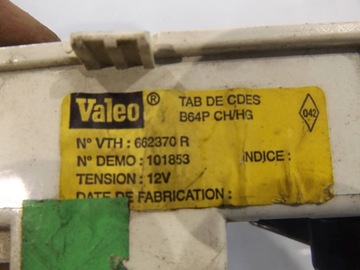 Valeo ® TAB DE CDES
B64P CH/HG
042
N° VTH : 662370 R
N° DEMO : 101853 INDICE :
TENSION : 12V
DATE DE FABRICATION :